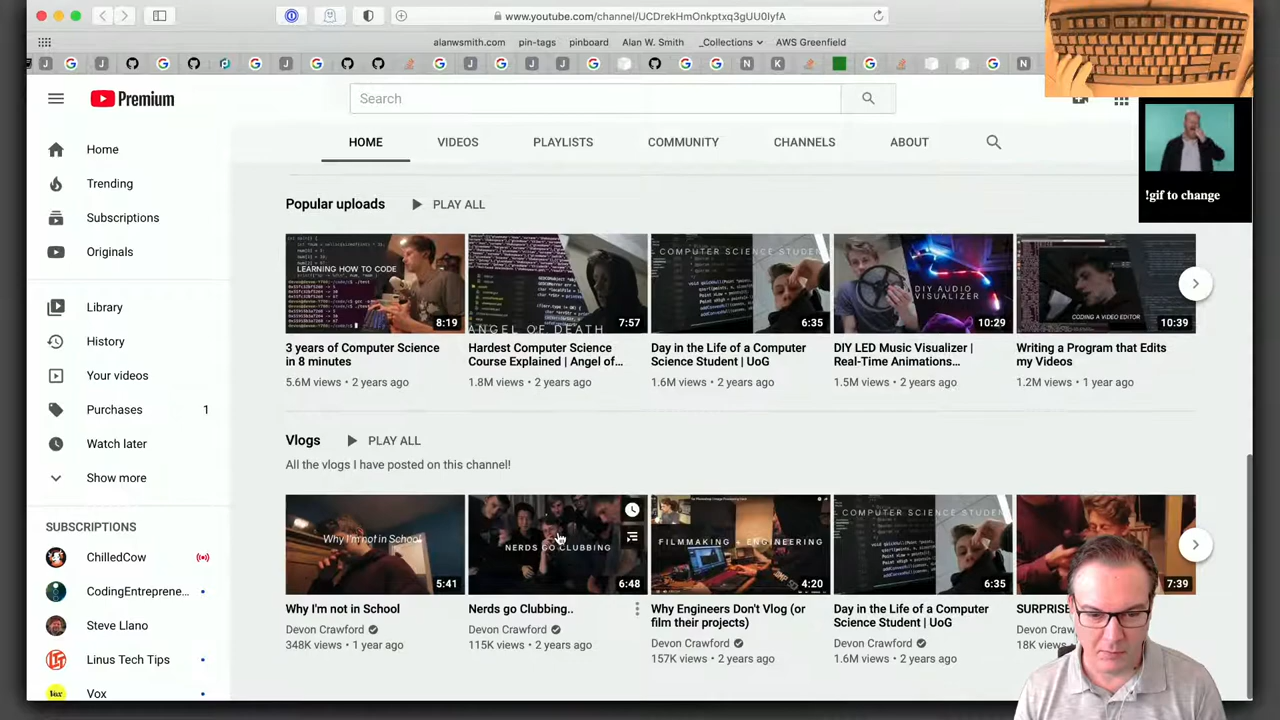 www.youtube.com/channel/UCDrekHmOnkptxq3gUU0IyfA
alanwsmith.com pin-tags pinboard Alan W. Smith _Collections AWS Greenfield
Premium
Search
HOME VIDEOS PLAYLISTS COMMUNITY CHANNELS ABOUT
!gif to change
Home
Trending
Subscriptions
Originals
Library
History
Your videos
Purchases 1
Watch later
Show more
SUBSCRIPTIONS
ChilledCow
CodingEntreprene...
Steve Llano
Linus Tech Tips
Vox
Popular uploads PLAY ALL
LEARNING HOW TO CODE
8:19
ANGEL OF DEATH
7:57
COMPUTER SCIENCE STUDEN
6:35
DIY AUDIO
VISUALIZER
10:29
CODING A VIDEO EDITOR
10:39
3 years of Computer Science
in 8 minutes
5.6M views • 2 years ago
Hardest Computer Science
Course Explained | Angel of...
1.8M views • 2 years ago
Day in the Life of a Computer
Science Student | UoG
1.6M views • 2 years ago
DIY LED Music Visualizer |
Real-Time Animations...
1.5M views • 2 years ago
Writing a Program that Edits
my Videos
1.2M views • 1 year ago
Vlogs PLAY ALL
All the vlogs I have posted on this channel!
Why I'm not in School
5:41
NERDS GO CLUBBING
6:48
FILMMAKING + ENGINEERING
4:20
COMPUTER SCIENCE STUDEN
6:35
7:39
Why I'm not in School
Devon Crawford
348K views • 1 year ago
Nerds go Clubbing..
Devon Crawford
115K views • 2 years ago
Why Engineers Don't Vlog (or
film their projects)
Devon Crawford
157K views • 2 years ago
Day in the Life of a Computer
Science Student | UoG
Devon Crawford
1.6M views • 2 years ago
SURPRISE
Devon C
18K views